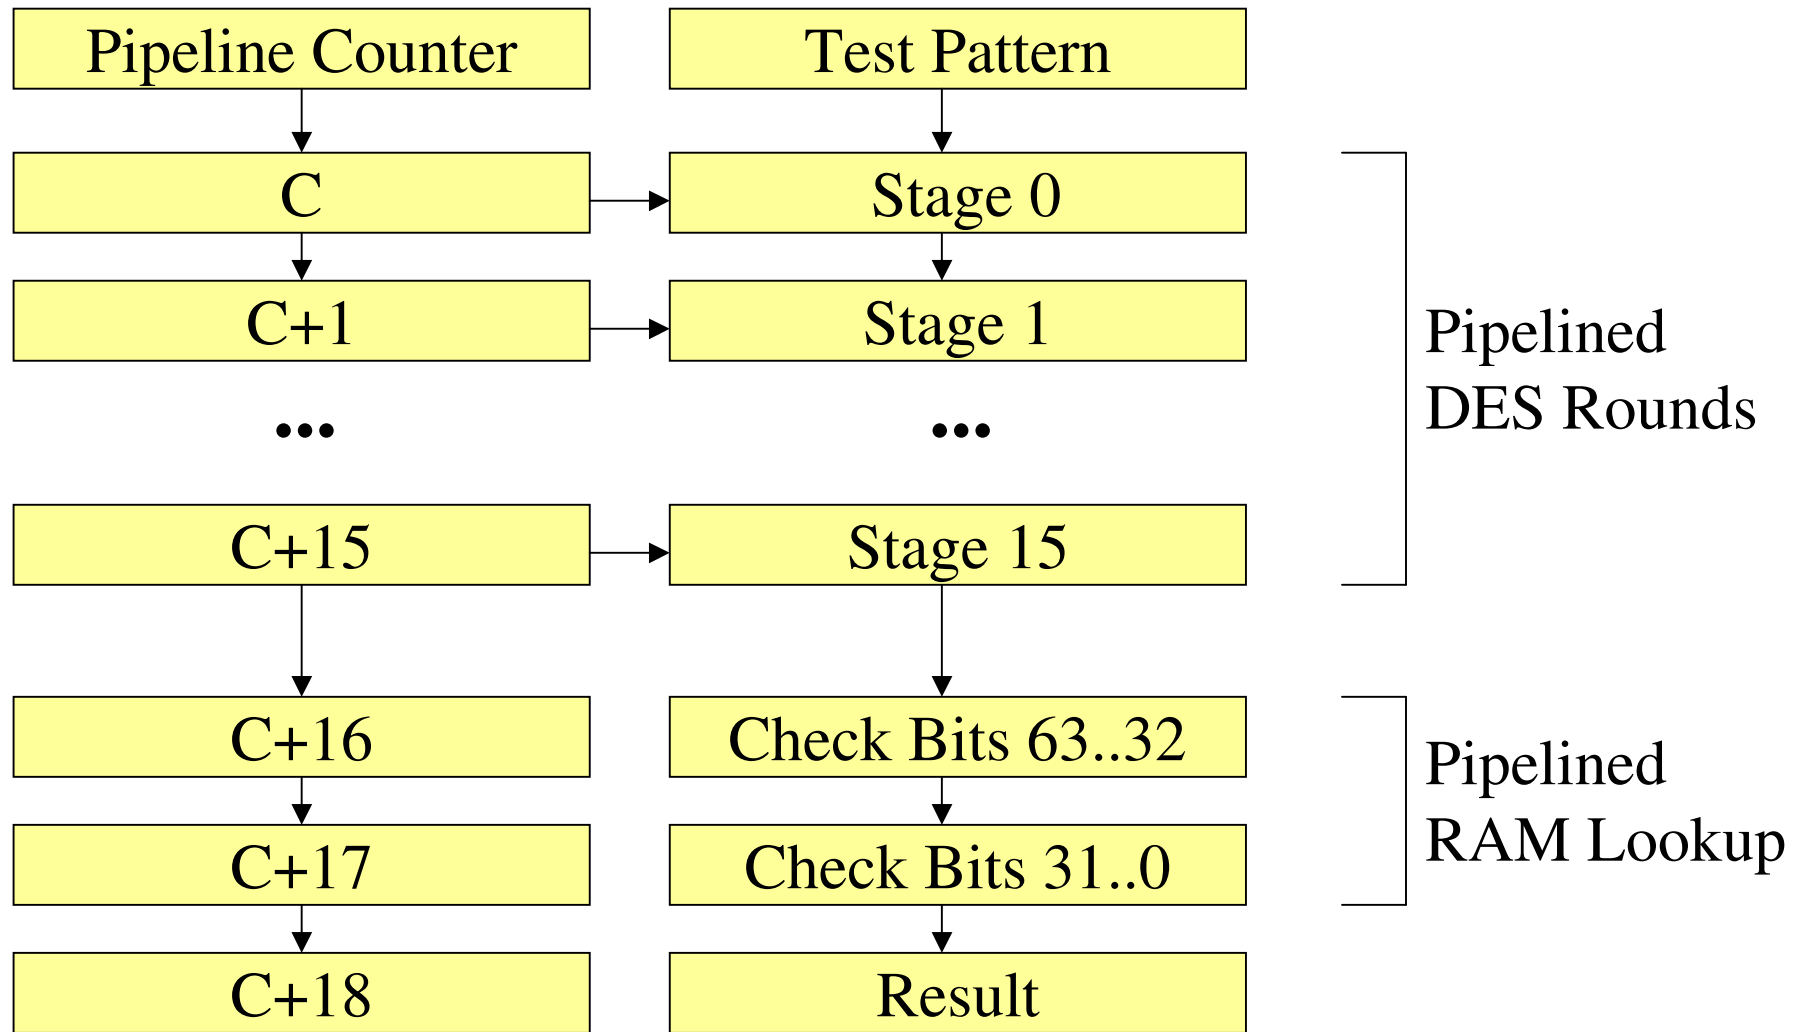 Pipeline Counter
Test Pattern
C
Stage 0
C+1
Stage 1
•••
•••
C+15
Stage 15
Pipelined
DES Rounds
C+16
Check Bits 63..32
C+17
Check Bits 31..0
Pipelined
RAM Lookup
C+18
Result